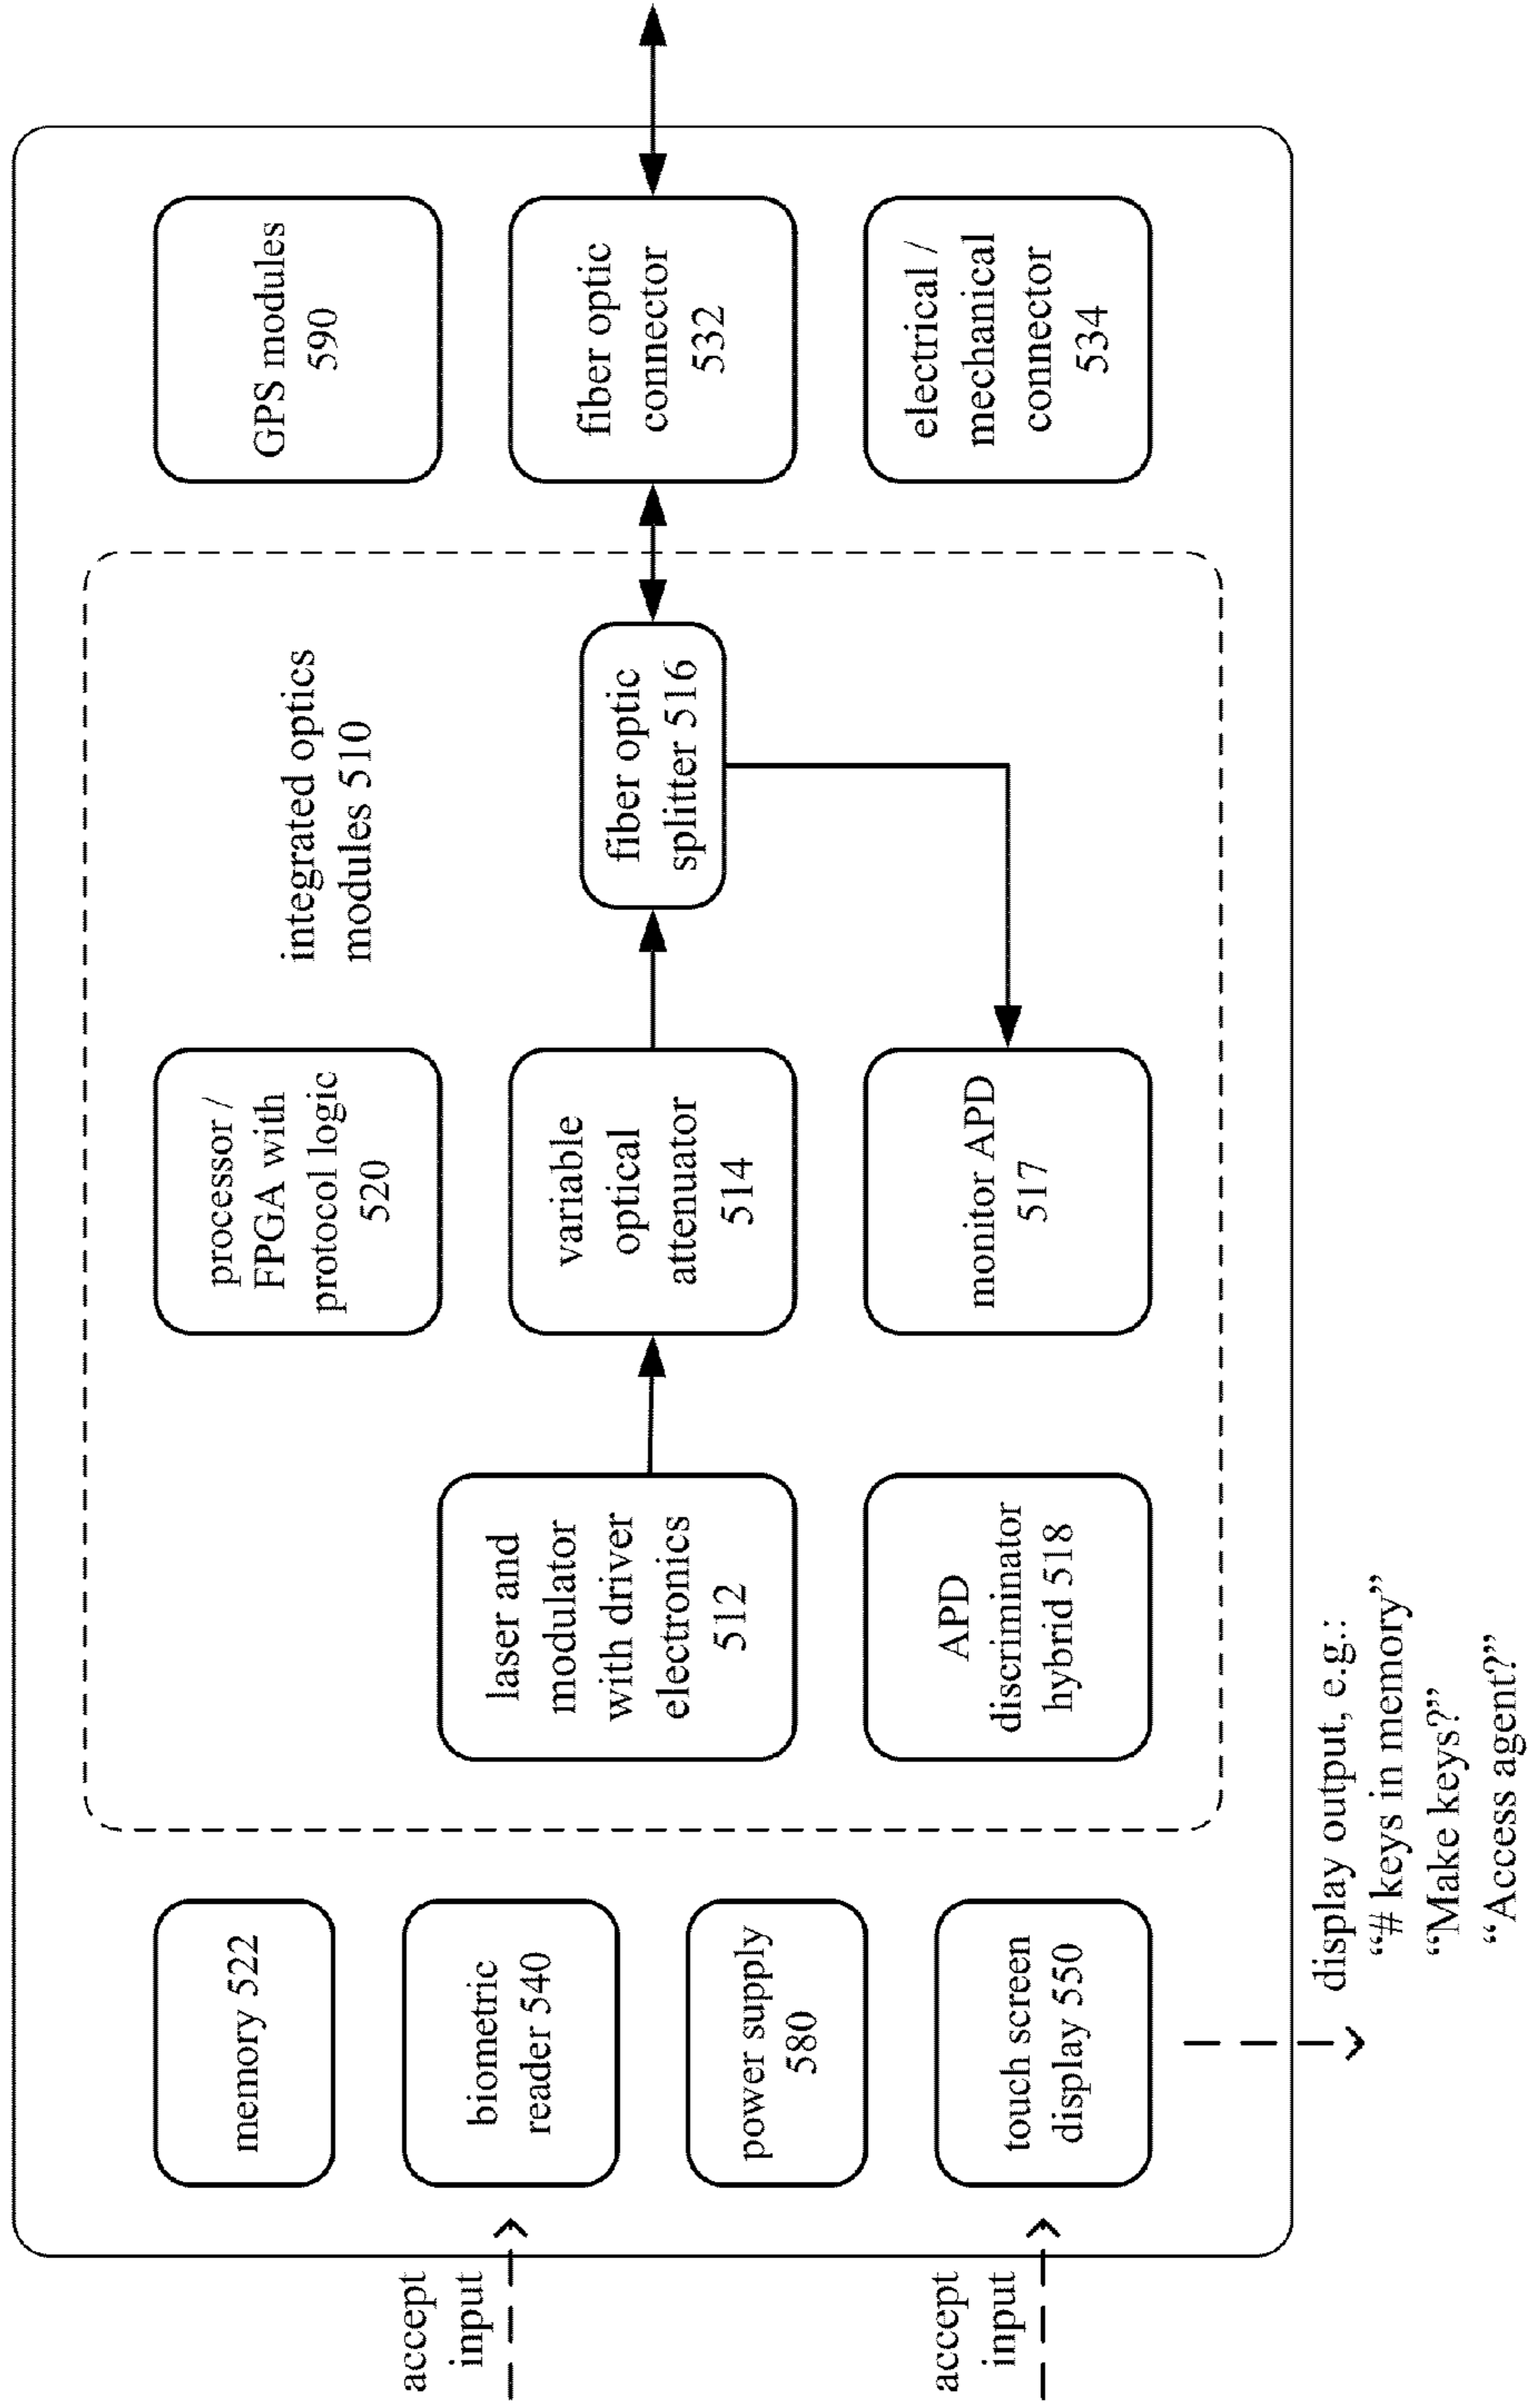 memory 522
biometric
reader 540
power supply
580
touch screen
display 550
accept
input
accept
input
display output, e.g.:
“# keys in memory”
“Make keys?”
“Access agent?”
integrated optics
modules 510
processor /
FPGA with
protocol logic
520
laser and
modulator
with driver
electronics
512
variable
optical
attenuator
514
fiber optic
splitter 516
APD
discriminator
hybrid 518
monitor APD
517
GPS modules
590
fiber optic
connector
532
electrical /
mechanical
connector
534